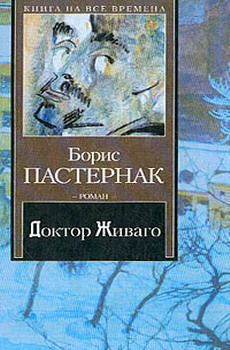 КНИГА НА ВСЕ ВРЕМЕНА
Борис
ПАСТЕРНАК
– РОМАН –
Доктор Живаго